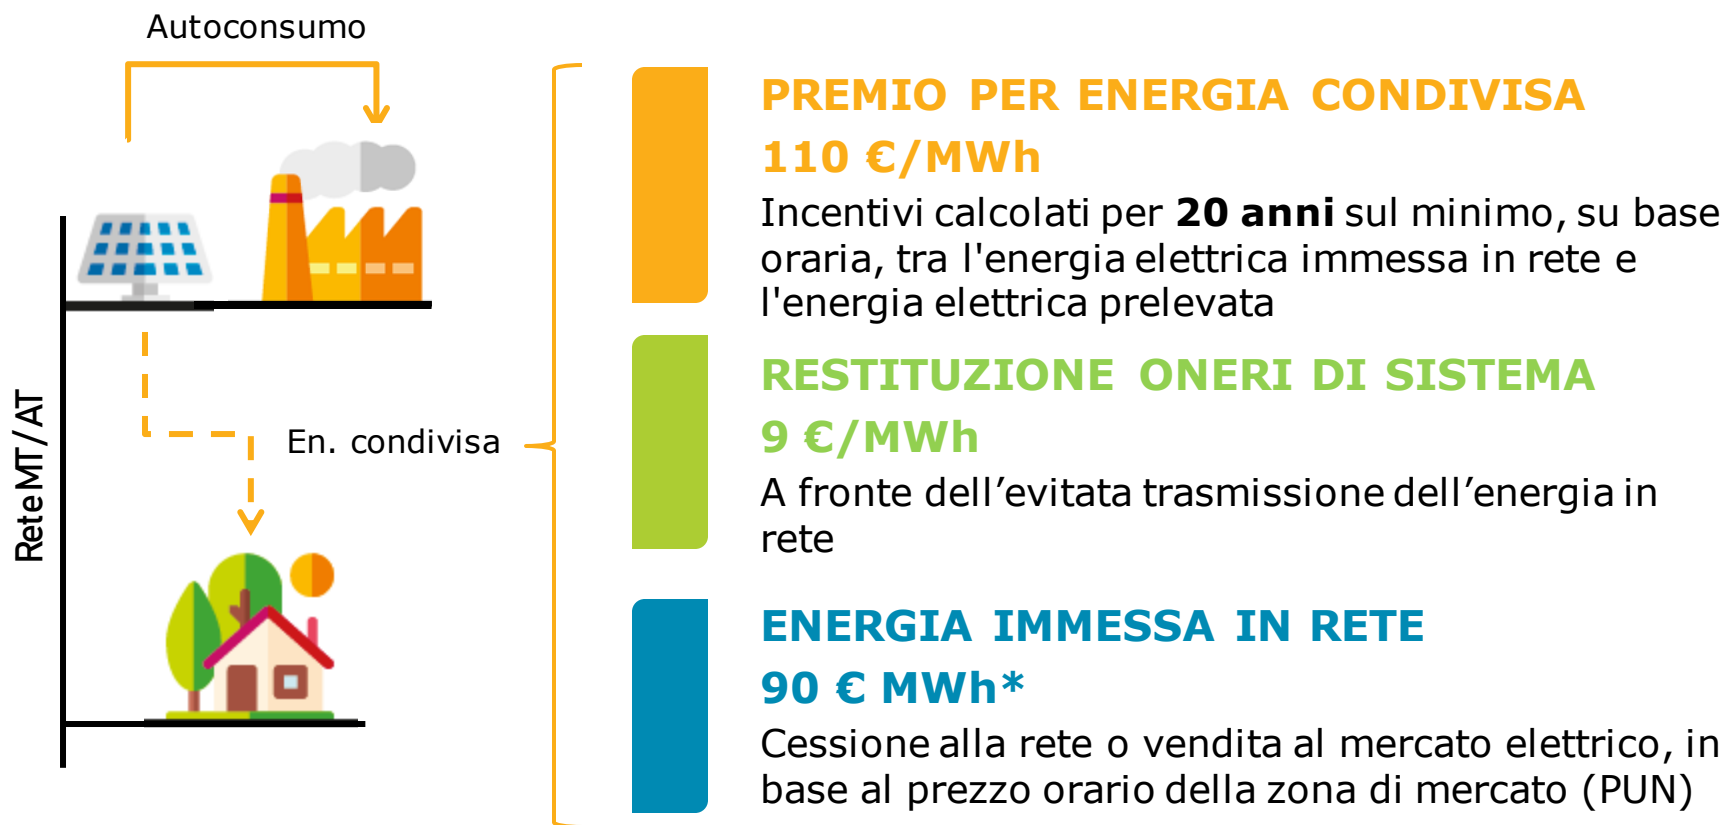 Autoconsumo
Rete MT/AT
En. condivisa
PREMIO PER ENERGIA CONDIVISA
110 €/MWh
Incentivi calcolati per 20 anni sul minimo, su base
oraria, tra l'energia elettrica immessa in rete e
l'energia elettrica prelevata
RESTITUZIONE ONERI DI SISTEMA
9 €/MWh
A fronte dell’evitata trasmissione dell’energia in
rete
ENERGIA IMMESSA IN RETE
90 € MWh*
Cessione alla rete o vendita al mercato elettrico, in
base al prezzo orario della zona di mercato (PUN)